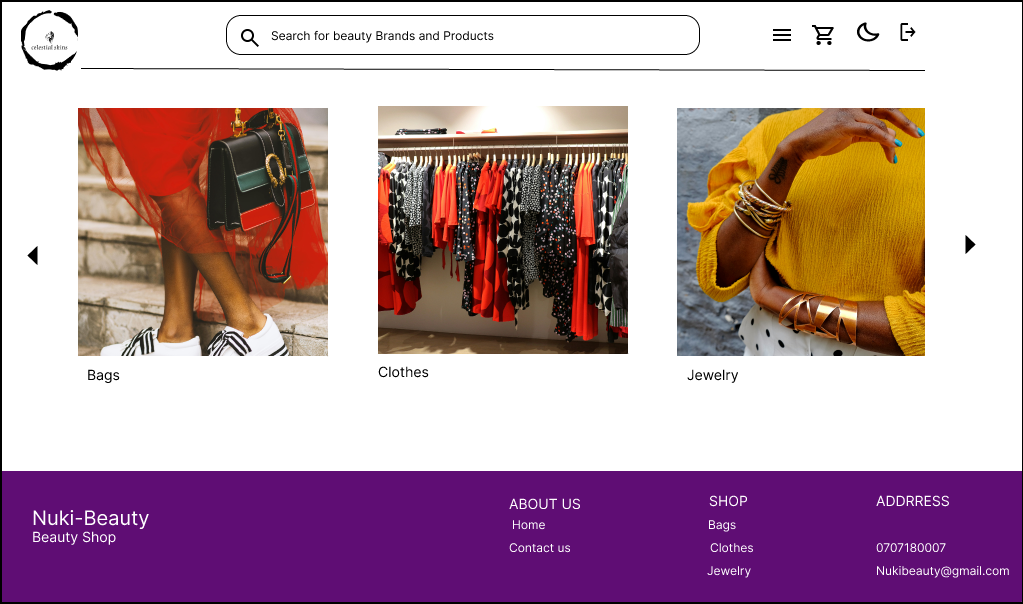 celestial skins
Search for beauty Brands and Products
Bags
Clothes
Jewelry
Nuki-Beauty
Beauty Shop
ABOUT US
Home
Contact us
SHOP
Bags
Clothes
Jewelry
ADDRRESS
0707180007
Nukibeauty@gmail.com